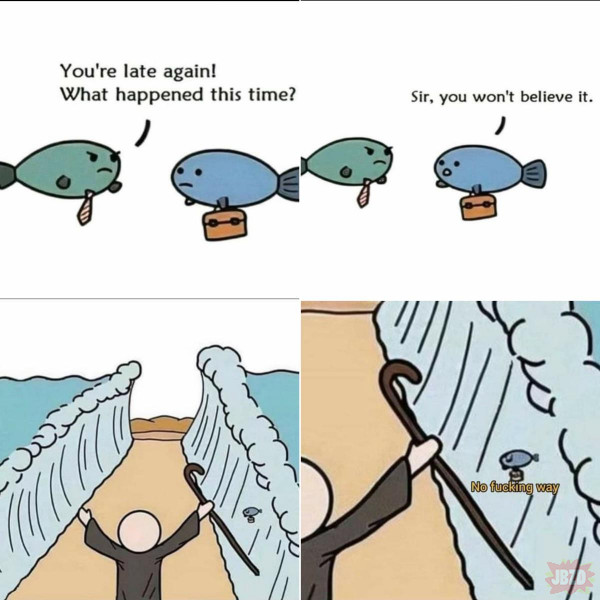 You're late again!
What happened this time?
Sir, you won't believe it.
No fucking way
JBZD